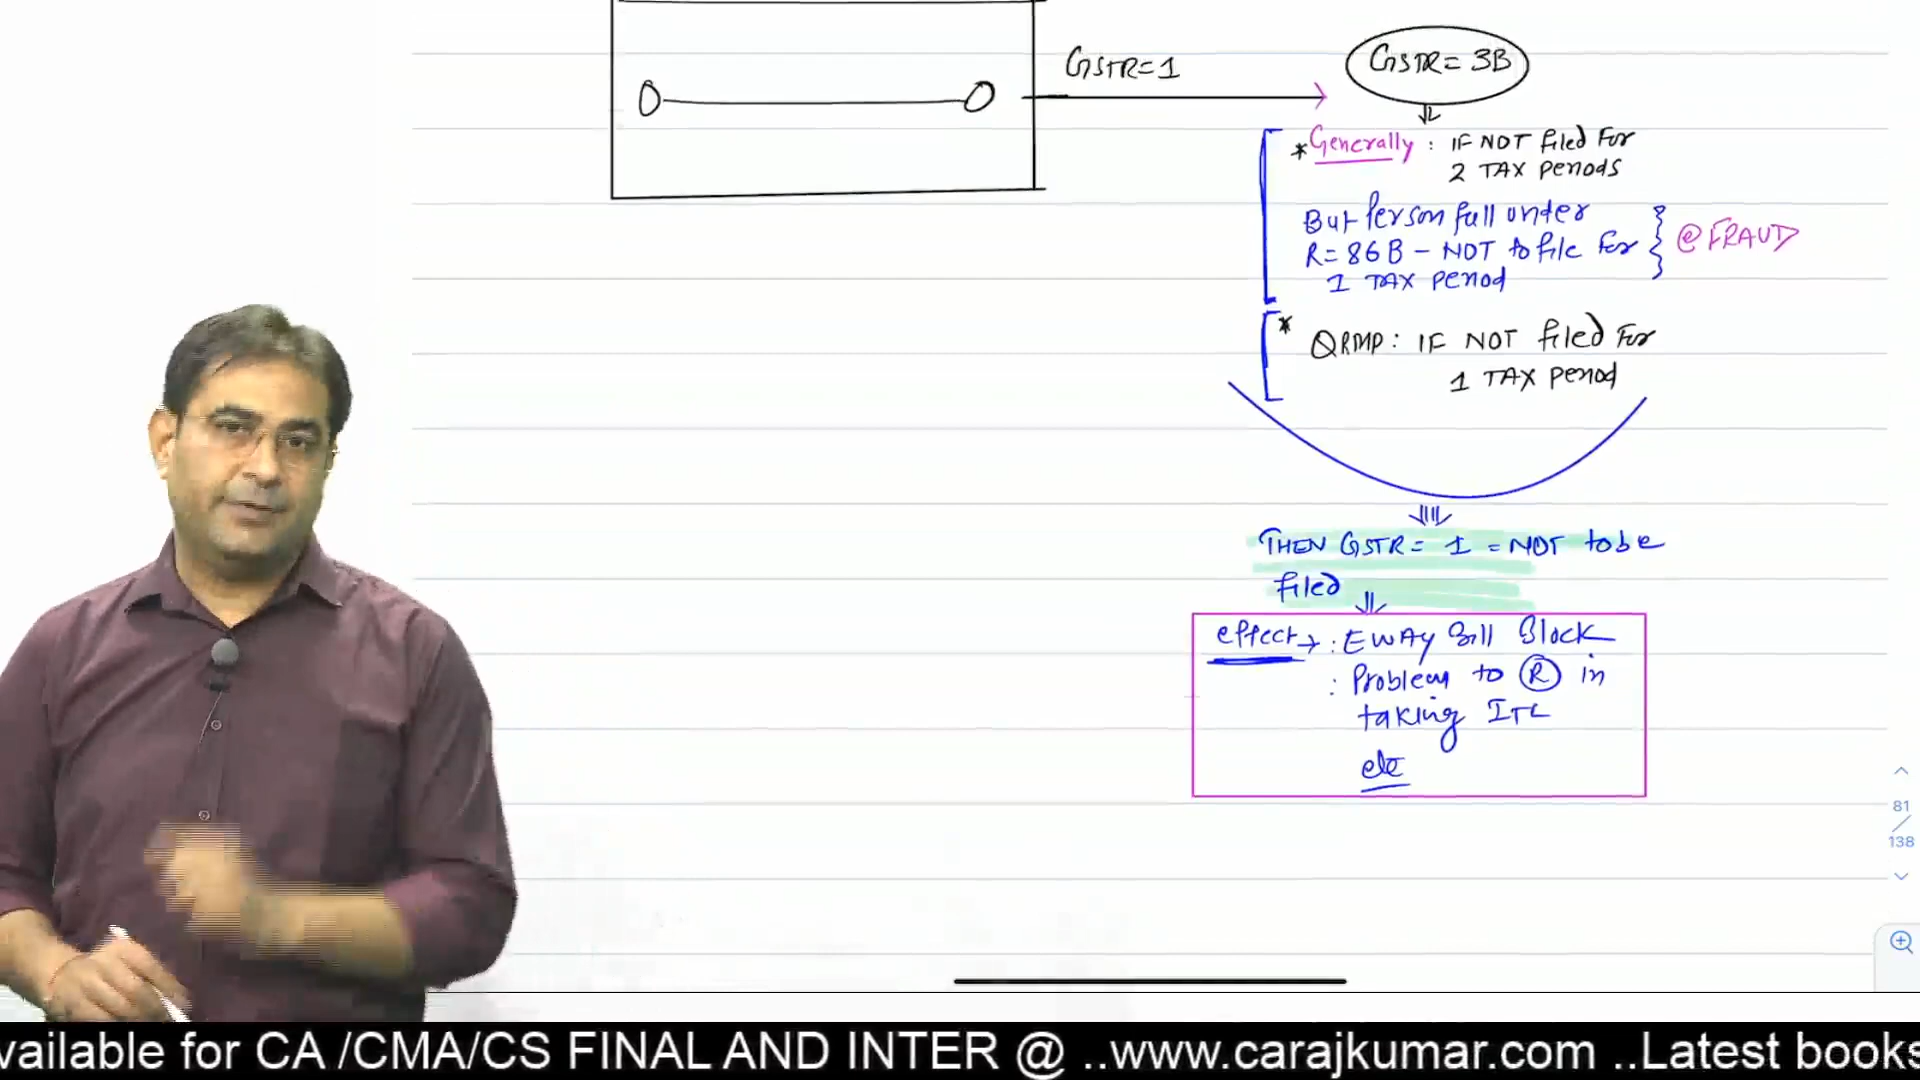 GSTR=1
GSTR=3B
* Generally : IF NOT filed For
2 TAX Periods
But Person fall under
R=86B - NOT to file For
1 TAX Period
@ FRAUD
* QRMP: IF NOT filed For
1 TAX Period
THEN GSTR=1 = NOT to be
filed
effect → : EWAY Bill Block
: Problem to R in
taking ITC
etc
81
138
vailable for CA /CMA/CS FINAL AND INTER @ ..www.carajkumar.com ..Latest books